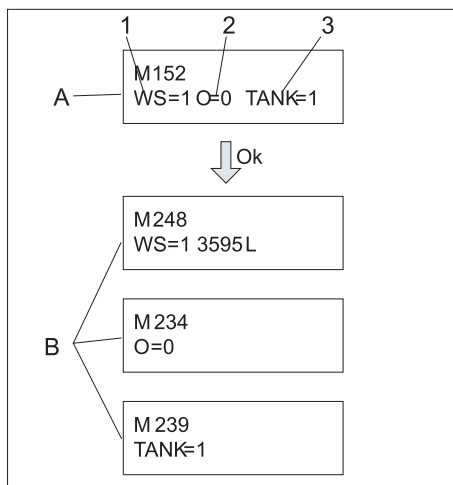 1 2 3
A
M152
WS=1 O=0 TANK=1
Ok
M248
WS=1 3595L
B
M234
O=0
M239
TANK=1